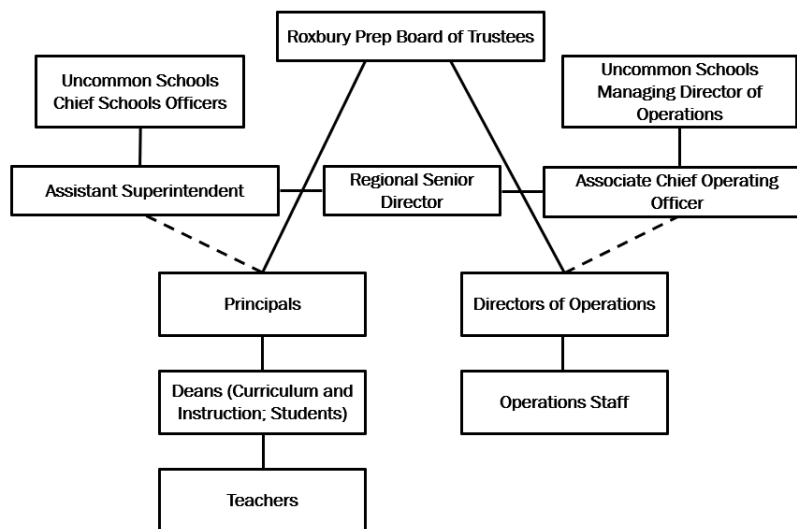 Roxbury Prep Board of Trustees
Uncommon Schools
Chief Schools Officers
Uncommon Schools
Managing Director of
Operations
Assistant Superintendent
Regional Senior
Director
Associate Chief Operating
Officer
Principals
Directors of Operations
Deans (Curriculum and
Instruction; Students)
Operations Staff
Teachers